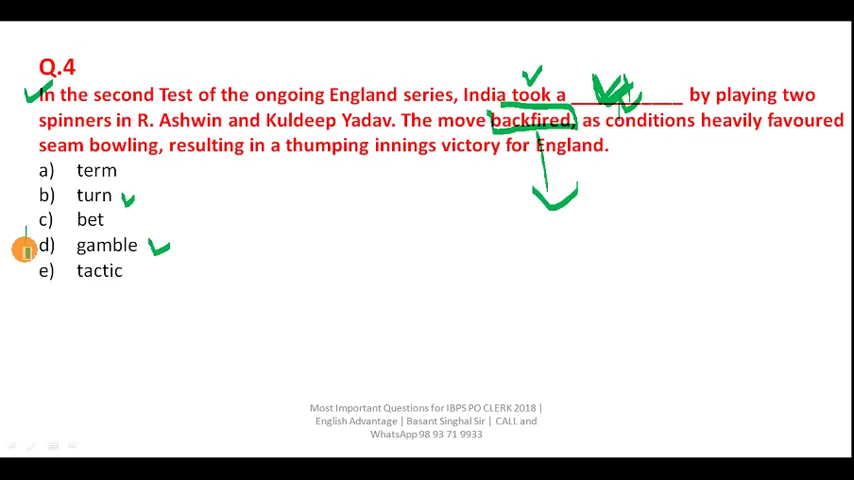 Q.4
In the second Test of the ongoing England series, India took a ____________ by playing two
spinners in R. Ashwin and Kuldeep Yadav. The move backfired, as conditions heavily favoured
seam bowling, resulting in a thumping innings victory for England.
a) term
b) turn
c) bet
d) gamble
e) tactic
Most Important Questions for IBPS PO CLERK 2018 |
English Advantage | Basant Singhal Sir | CALL and
WhatsApp 98 93 71 9933